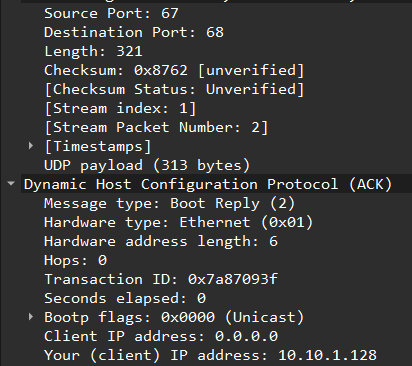 Source Port: 67
Destination Port: 68
Length: 321
Checksum: 0x8762 [unverified]
[Checksum Status: Unverified]
[Stream index: 1]
[Stream Packet Number: 2]
[Timestamps]
UDP payload (313 bytes)
Dynamic Host Configuration Protocol (ACK)
Message type: Boot Reply (2)
Hardware type: Ethernet (0x01)
Hardware address length: 6
Hops: 0
Transaction ID: 0x7a87093f
Seconds elapsed: 0
Bootp flags: 0x0000 (Unicast)
Client IP address: 0.0.0.0
Your (client) IP address: 10.10.1.128